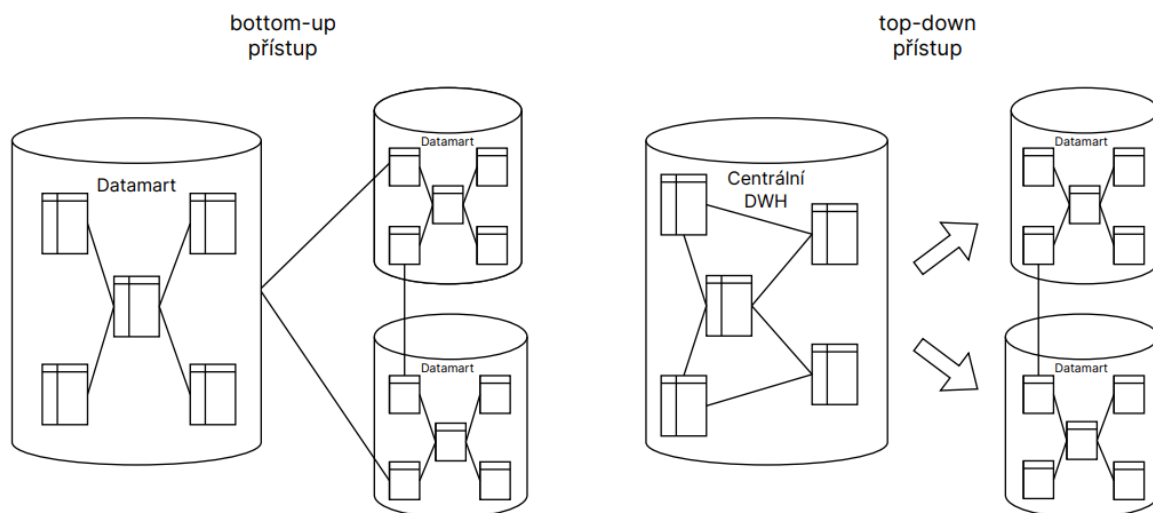 bottom-up
přístup
Datamart
Datamart
Datamart
top-down
přístup
Centrální
DWH
Datamart
Datamart